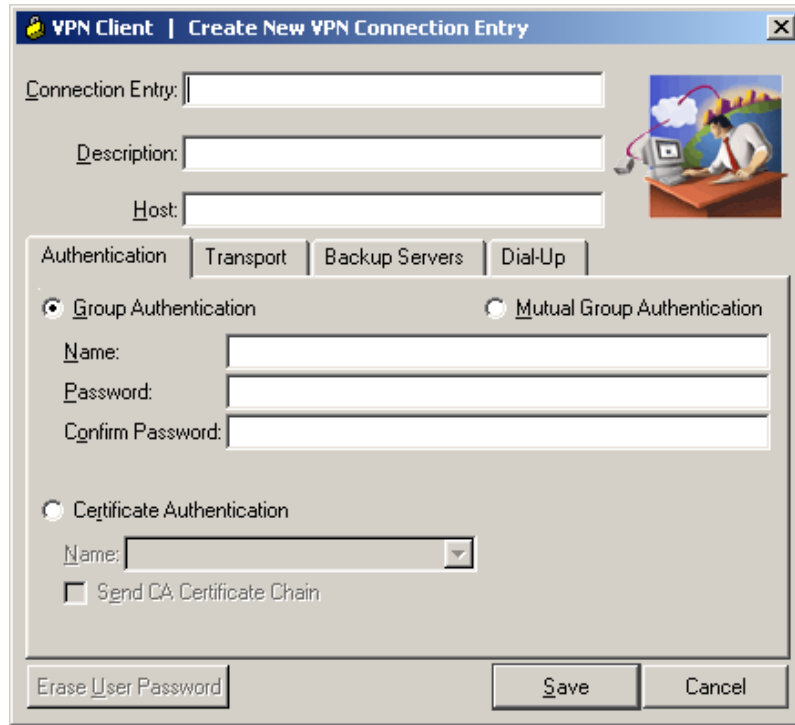 VPN Client | Create New VPN Connection Entry
Connection Entry:
Description:
Host:
Authentication Transport Backup Servers Dial-Up
Group Authentication Mutual Group Authentication
Name:
Password:
Confirm Password:
Certificate Authentication
Name:
Send CA Certificate Chain
Erase User Password Save Cancel